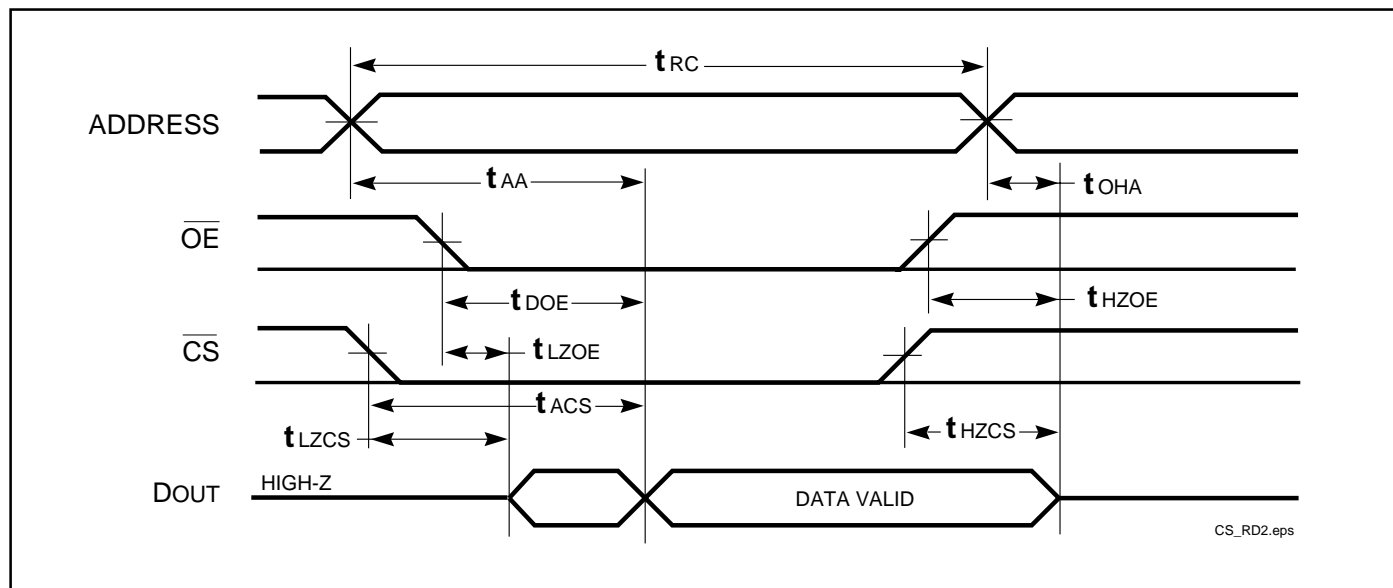 tRC
ADDRESS
tAA
tOHA
OE
tDOE
tHZOE
CS
tLZOE
tACS
tLZCS
tHZCS
DOUT
HIGH-Z
DATA VALID
CS_RD2.eps